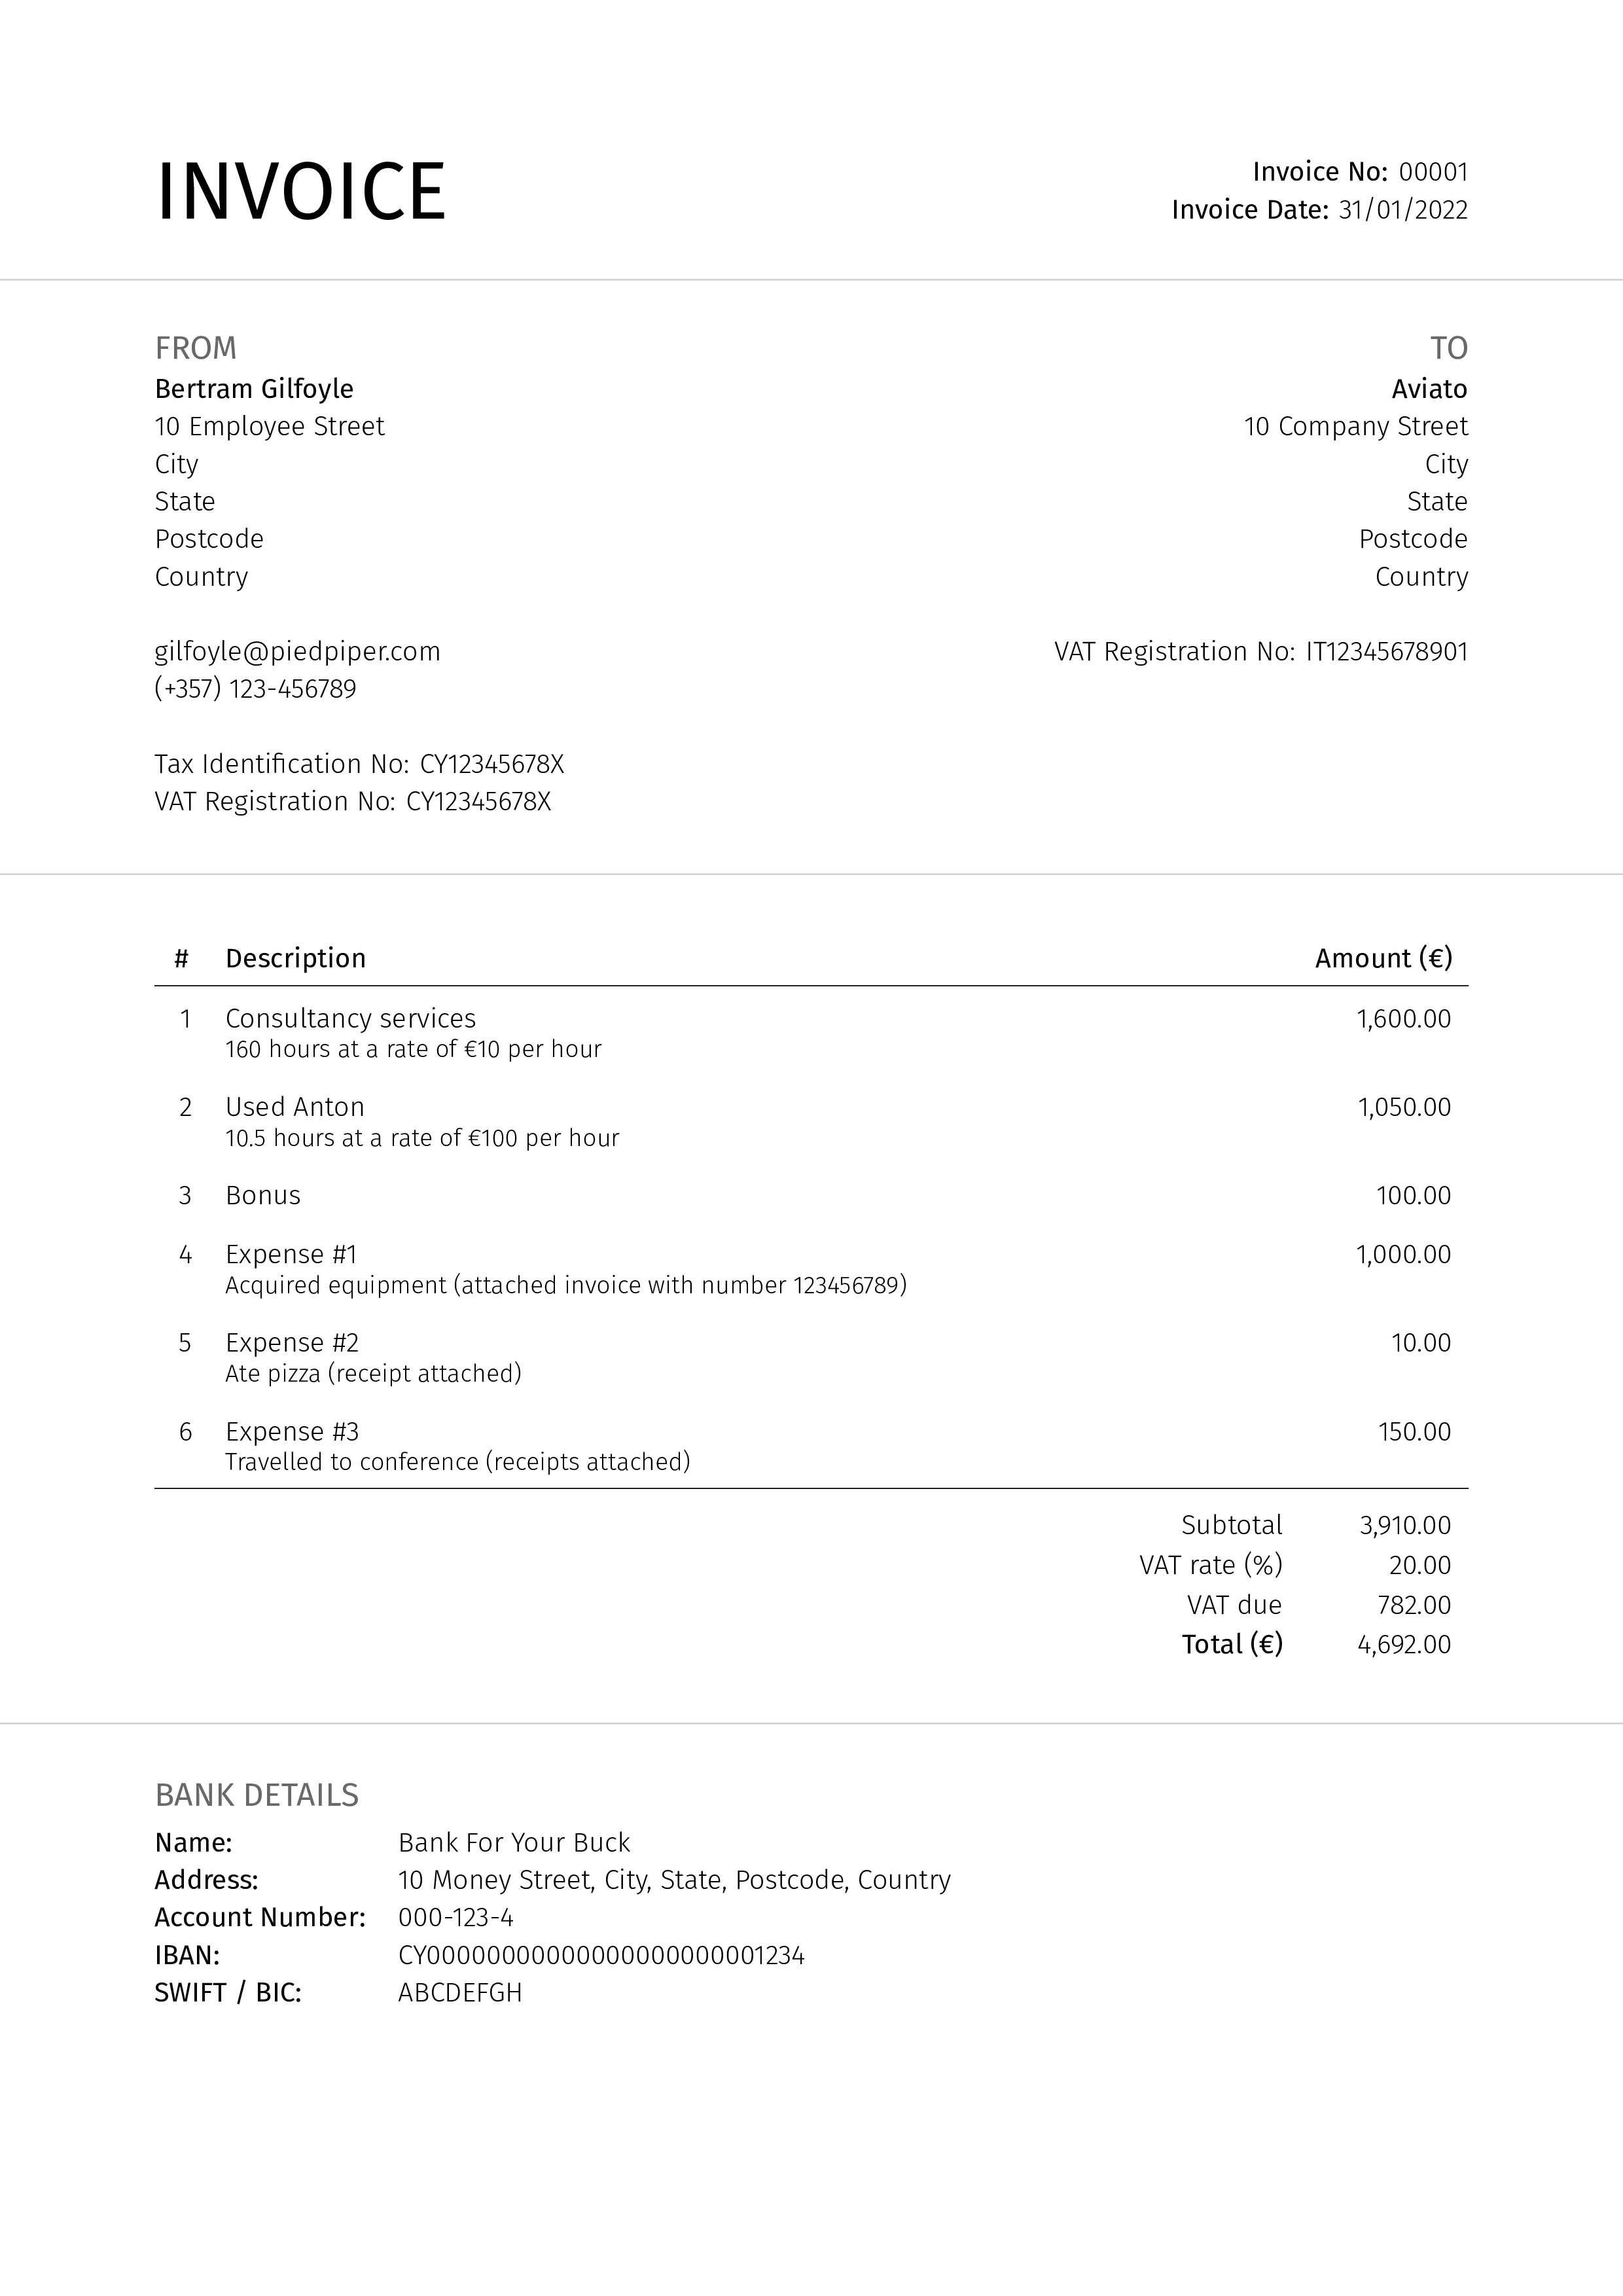 INVOICE
Invoice No: 00001
Invoice Date: 31/01/2022
FROM
Bertram Gilfoyle
10 Employee Street
City
State
Postcode
Country
gilfoyle@piedpiper.com
(+357) 123-456789
Tax Identification No: CY12345678X
VAT Registration No: CY12345678X
TO
Aviato
10 Company Street
City
State
Postcode
Country
VAT Registration No: IT12345678901
# Description Amount (€)
1 Consultancy services 1,600.00
160 hours at a rate of €10 per hour
2 Used Anton 1,050.00
10.5 hours at a rate of €100 per hour
3 Bonus 100.00
4 Expense #1 1,000.00
Acquired equipment (attached invoice with number 123456789)
5 Expense #2 10.00
Ate pizza (receipt attached)
6 Expense #3 150.00
Travelled to conference (receipts attached)
Subtotal 3,910.00
VAT rate (%) 20.00
VAT due 782.00
Total (€) 4,692.00
BANK DETAILS
Name: Bank For Your Buck
Address: 10 Money Street, City, State, Postcode, Country
Account Number: 000-123-4
IBAN: CY00000000000000000000001234
SWIFT / BIC: ABCDEFGH